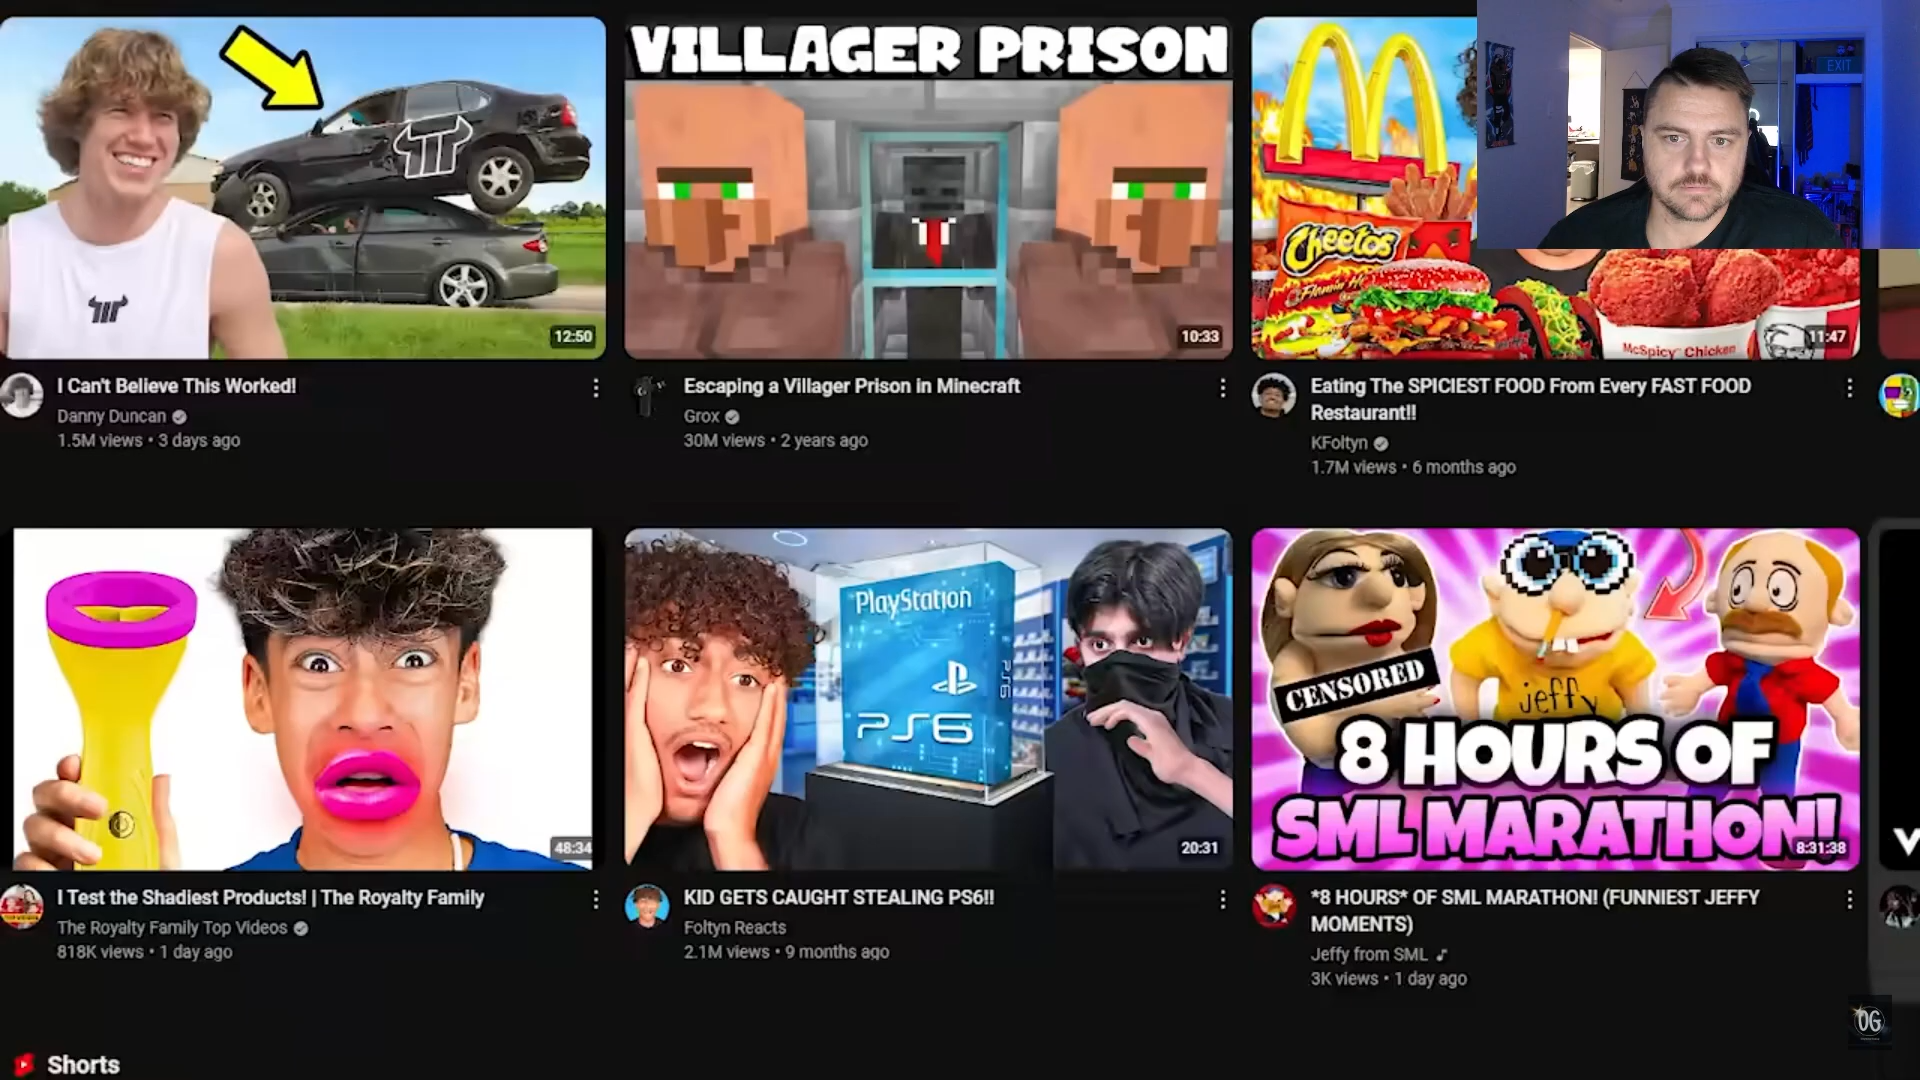 12:50
I Can't Believe This Worked!
Danny Duncan
1.5M views • 3 days ago
VILLAGER PRISON
10:33
Escaping a Villager Prison in Minecraft
Grox
30M views • 2 years ago
Cheetos
Flamin' H
McSpicy Chicken
KFC
11:47
Eating The SPICIEST FOOD From Every FAST FOOD
Restaurant!!
KFoltyn
1.7M views • 6 months ago
EXIT
48:34
I Test the Shadiest Products! | The Royalty Family
The Royalty Family Top Videos
818K views • 1 day ago
PlayStation
PS6
PS6
20:31
KID GETS CAUGHT STEALING PS6!!
Foltyn Reacts
2.1M views • 9 months ago
CENSORED
jeffy
8 HOURS OF
SML MARATHON!
8:31:38
*8 HOURS* OF SML MARATHON! (FUNNIEST JEFFY
MOMENTS)
Jeffy from SML
3K views • 1 day ago
V
OG
Shorts